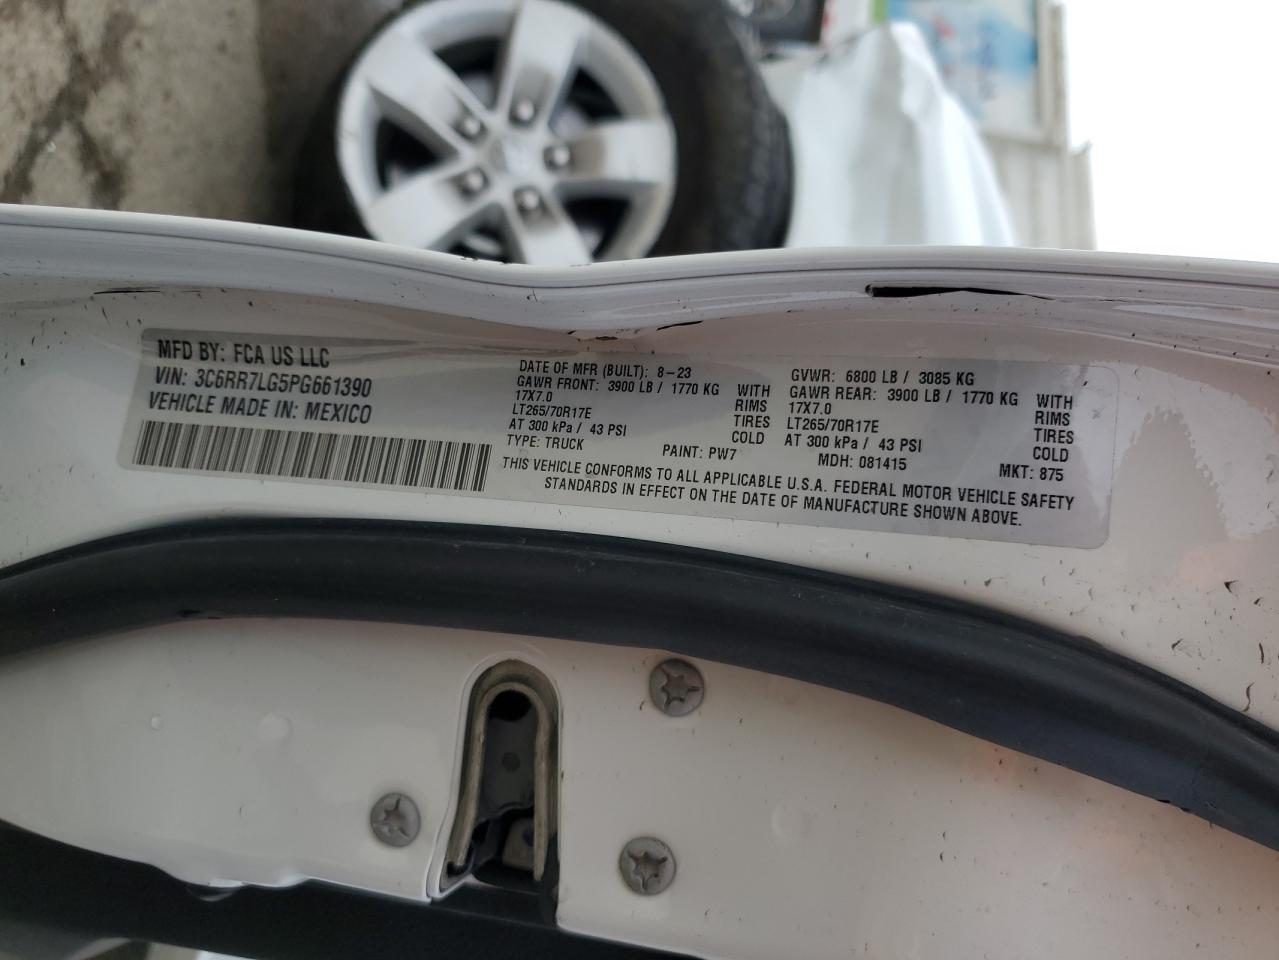 MFD BY: FCA US LLC
VIN: 3C6RR7LG5PG661390
VEHICLE MADE IN: MEXICO
DATE OF MFR (BUILT): 8-23
GAWR FRONT: 3900 LB / 1770 KG WITH
17X7.0 RIMS
LT265/70R17E TIRES
AT 300 kPa / 43 PSI COLD
TYPE: TRUCK PAINT: PW7
GVWR: 6800 LB / 3085 KG
GAWR REAR: 3900 LB / 1770 KG WITH
17X7.0 RIMS
LT265/70R17E TIRES
AT 300 kPa / 43 PSI COLD
MDH: 081415 MKT: 875
THIS VEHICLE CONFORMS TO ALL APPLICABLE U.S.A. FEDERAL MOTOR VEHICLE SAFETY
STANDARDS IN EFFECT ON THE DATE OF MANUFACTURE SHOWN ABOVE.